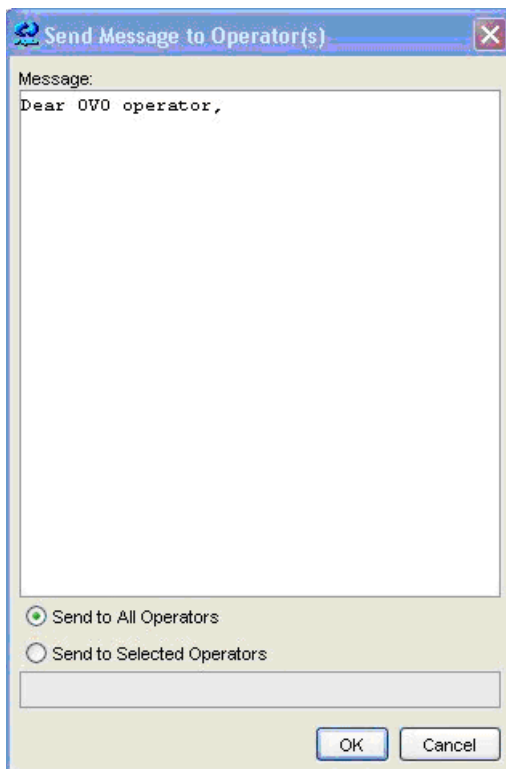 Send Message to Operator(s)
Message:
Dear OVO operator,
Send to All Operators
Send to Selected Operators
OK Cancel